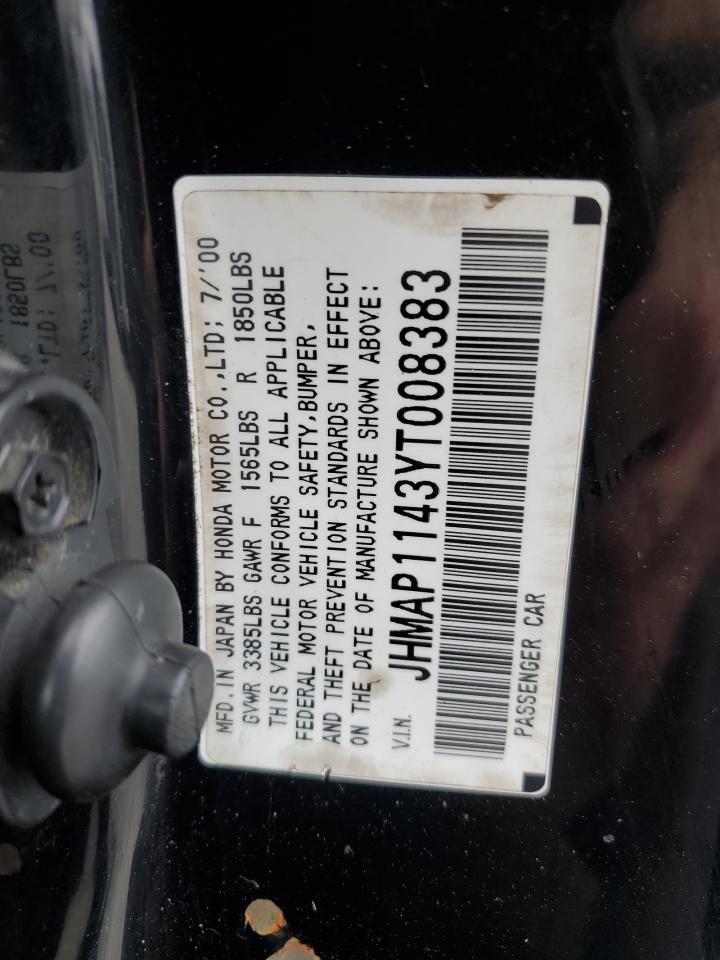 MFD. IN JAPAN BY HONDA MOTOR CO.,LTD; 7/'00
GVWR 3385LBS GAWR F 1565LBS R 1850LBS
THIS VEHICLE CONFORMS TO ALL APPLICABLE
FEDERAL MOTOR VEHICLE SAFETY,BUMPER,
AND THEFT PREVENTION STANDARDS IN EFFECT
ON THE DATE OF MANUFACTURE SHOWN ABOVE:
V.I.N. JHMAP1143YT008383
PASSENGER CAR